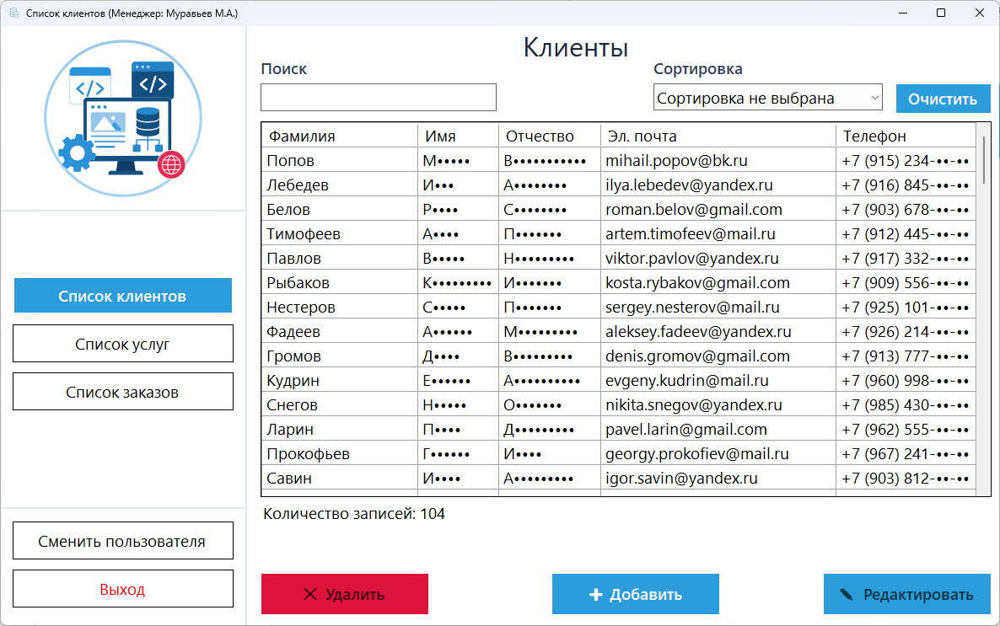 Список клиентов (Менеджер: Муравьев М.А.)
</>
</>
Клиенты
Поиск
Сортировка
Сортировка не выбрана
Очистить
Фамилия Имя Отчество Эл. почта Телефон
Попов М••••• В••••••••••• mihail.popov@bk.ru +7 (915) 234-••-••
Лебедев И••• А•••••••• ilya.lebedev@yandex.ru +7 (916) 845-••-••
Белов Р•••• С•••••••• roman.belov@gmail.com +7 (903) 678-••-••
Тимофеев А•••• П••••••• artem.timofeev@mail.ru +7 (912) 445-••-••
Павлов В••••• Н••••••••• viktor.pavlov@yandex.ru +7 (917) 332-••-••
Рыбаков К••••••••• И••••••• kosta.rybakov@gmail.com +7 (909) 556-••-••
Нестеров С••••• П••••••• sergey.nesterov@mail.ru +7 (925) 101-••-••
Фадеев А•••••• М••••••••• aleksey.fadeev@yandex.ru +7 (926) 214-••-••
Громов Д•••• В••••••••• denis.gromov@gmail.com +7 (913) 777-••-••
Кудрин Е•••••• А•••••••••• evgeny.kudrin@mail.ru +7 (960) 998-••-••
Снегов Н••••• О••••••• nikita.snegov@yandex.ru +7 (985) 430-••-••
Ларин П•••• Д••••••••• pavel.larin@gmail.com +7 (962) 555-••-••
Прокофьев Г•••••• И•••• georgy.prokofiev@mail.ru +7 (967) 241-••-••
Савин И•••• А••••••••• igor.savin@yandex.ru +7 (903) 812-••-••
Количество записей: 104
Список клиентов
Список услуг
Список заказов
Сменить пользователя
Выход
Удалить
Добавить
Редактировать